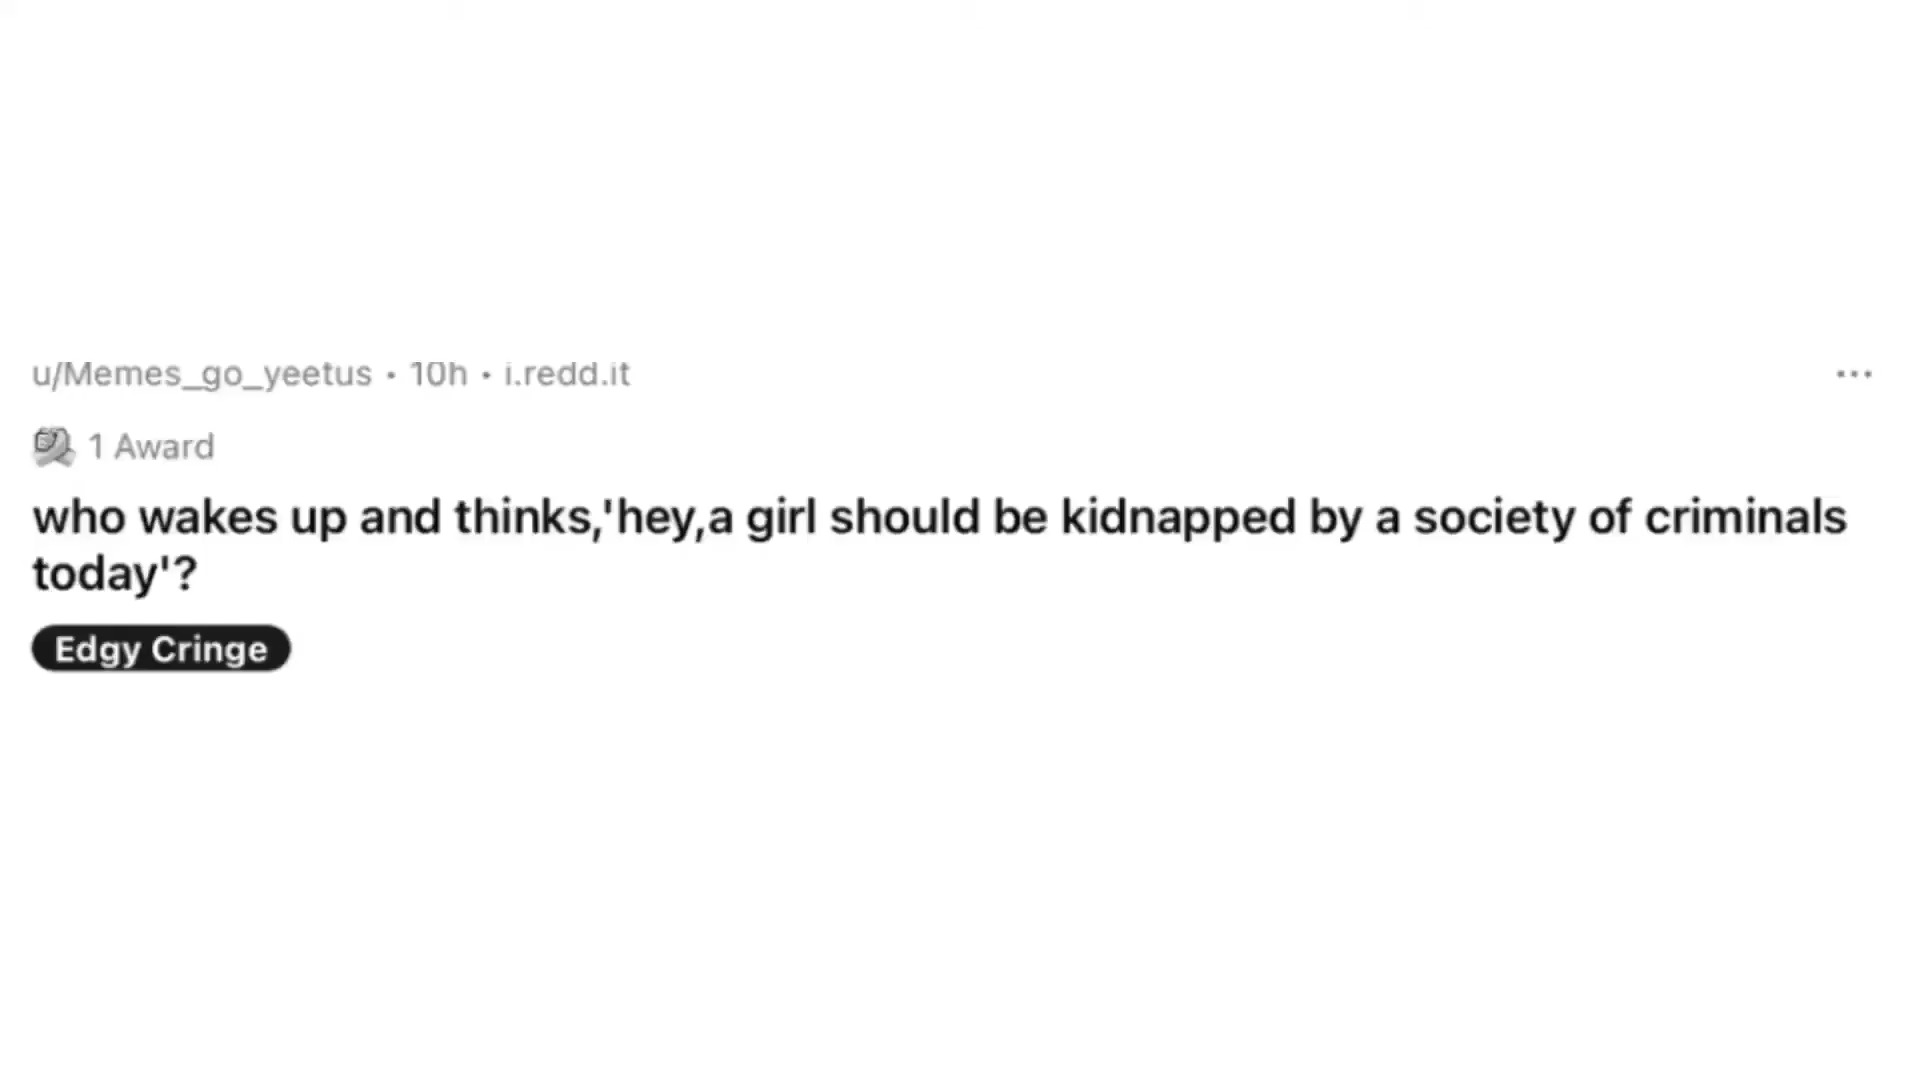 u/Memes_go_yeetus • 10h • i.redd.it
1 Award
who wakes up and thinks,'hey,a girl should be kidnapped by a society of criminals
today'?
Edgy Cringe